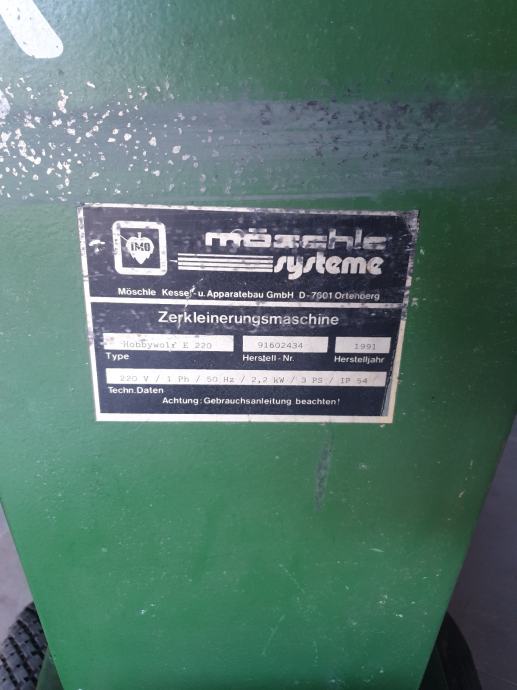 IMO
möschle
systeme
Möschle Kessel- u. Apparatebau GmbH D-7601 Ortenberg
Zerkleinerungsmaschine
Hobbywolf E 220 91602434 1991
Type Herstell-Nr. Herstelljahr
220 V / 1 Ph / 50 Hz / 2,2 kW / 3 PS / IP 54
Techn.Daten
Achtung: Gebrauchsanleitung beachten!